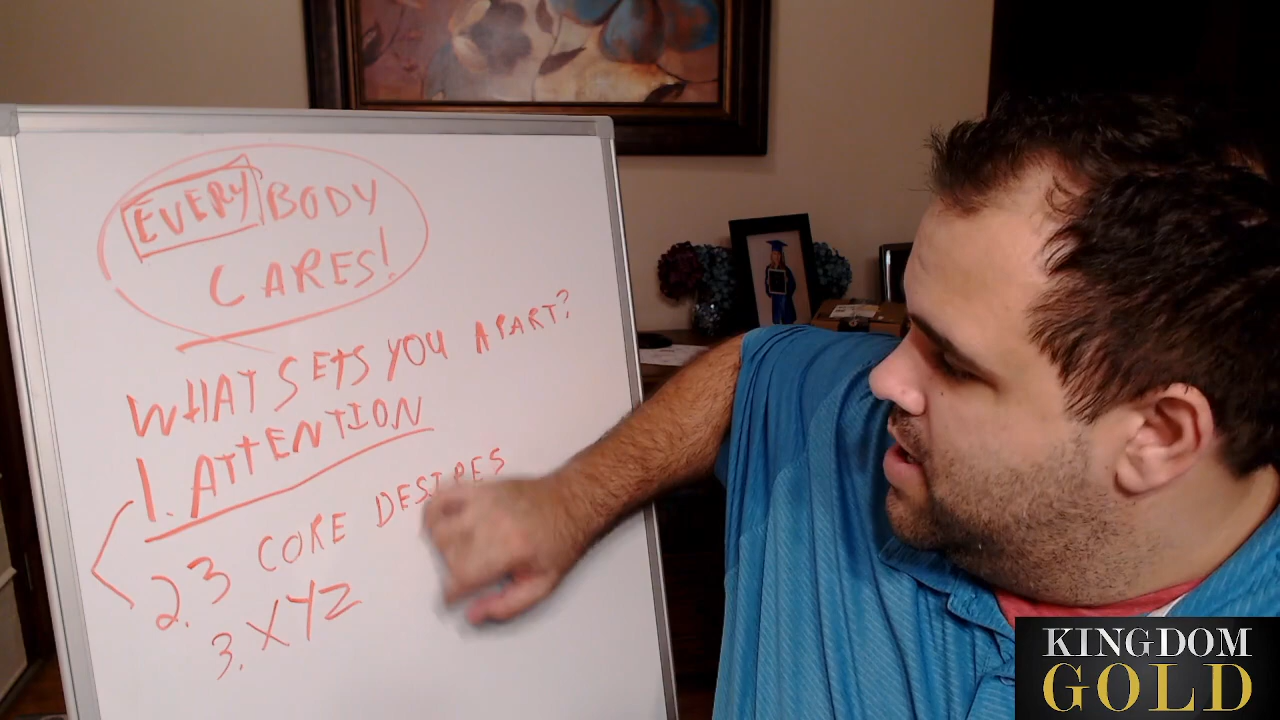 EVERYBODY
CARES!
WHAT SETS YOU APART?
1. ATTENTION
2. 3 CORE DESIRES
3. XYZ
KINGDOM
GOLD